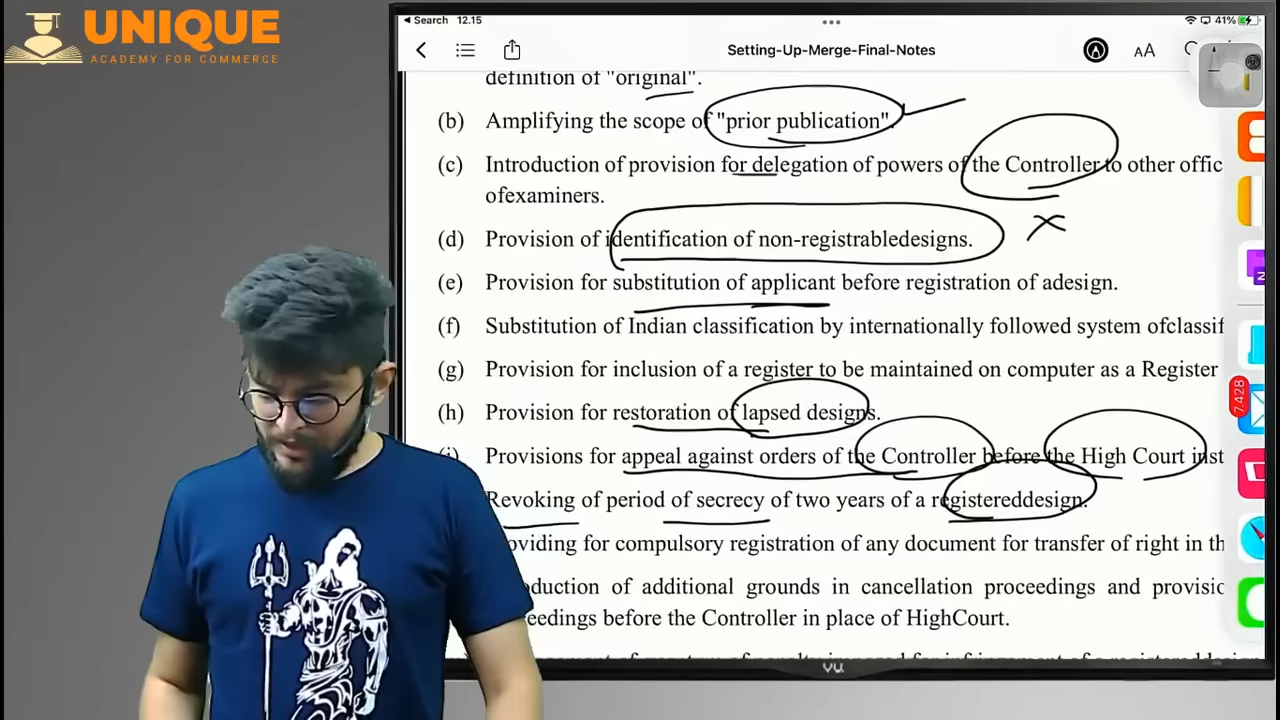 UNIQUE
ACADEMY FOR COMMERCE
Search 12.15
41%
Setting-Up-Merge-Final-Notes
AA
definition of "original".
(b) Amplifying the scope of "prior publication".
(c) Introduction of provision for delegation of powers of the Controller to other offic
ofexaminers.
(d) Provision of identification of non-registrabledesigns.
(e) Provision for substitution of applicant before registration of adesign.
(f) Substitution of Indian classification by internationally followed system ofclassif
(g) Provision for inclusion of a register to be maintained on computer as a Register
(h) Provision for restoration of lapsed designs.
(i) Provisions for appeal against orders of the Controller before the High Court inst
Revoking of period of secrecy of two years of a registereddesign.
oviding for compulsory registration of any document for transfer of right in th
oduction of additional grounds in cancellation proceedings and provisic
eedings before the Controller in place of HighCourt.
7,428
N
vu